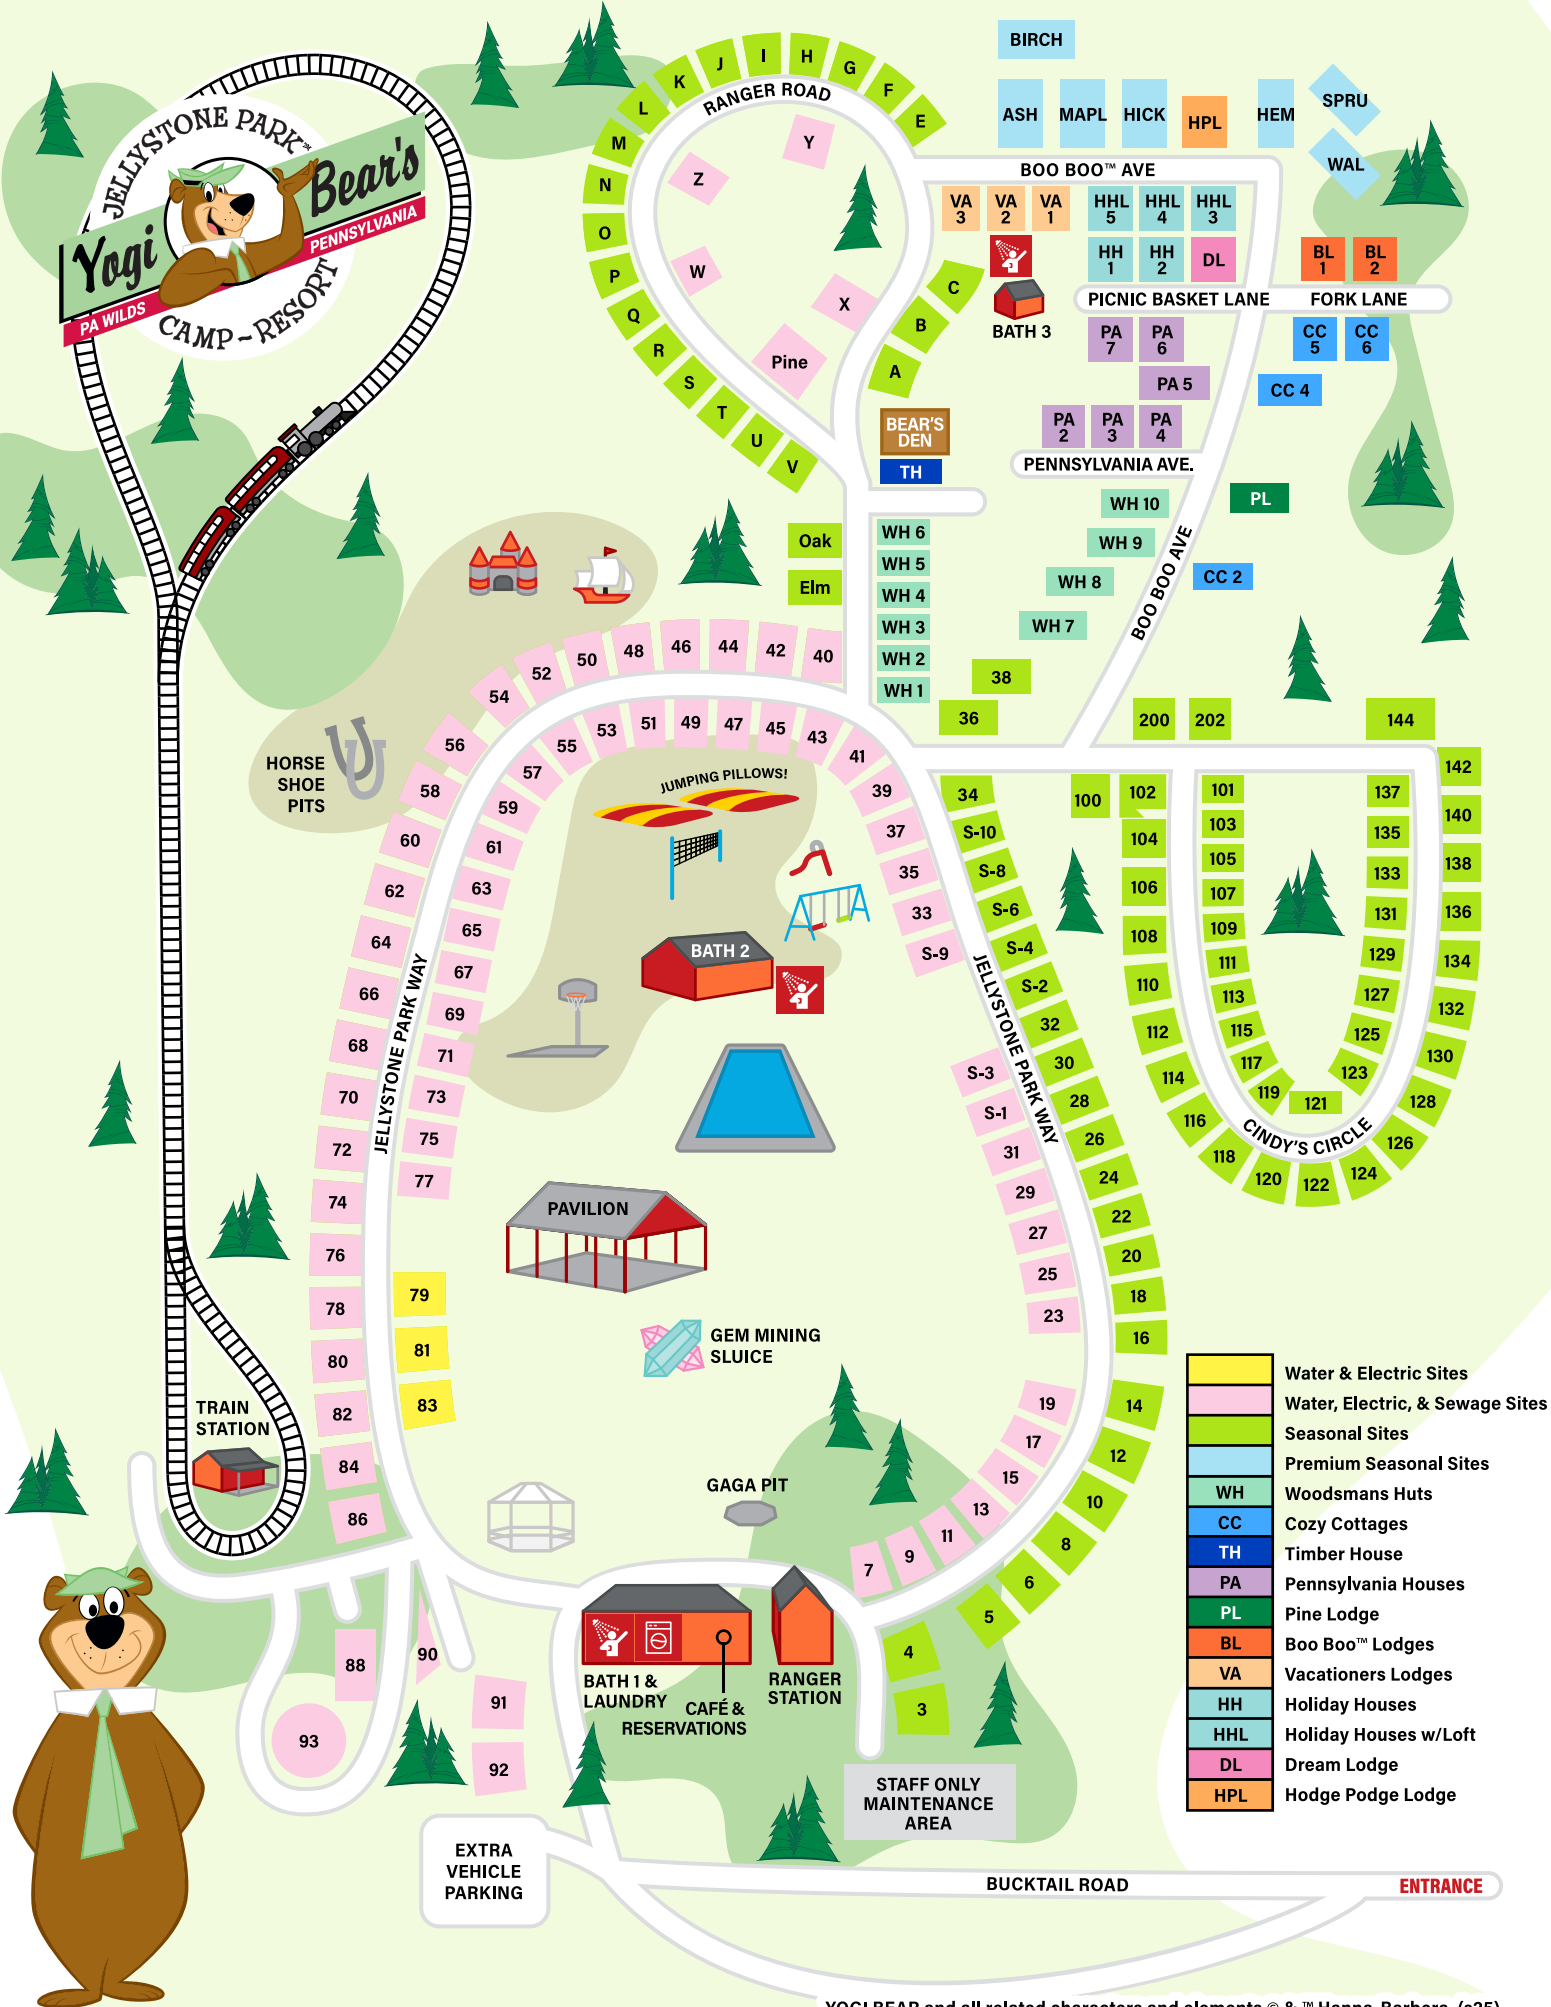 JELLYSTONE PARK™
Yogi Bear's
PA WILDS
PENNSYLVANIA
CAMP~RESORT
BIRCH
ASH
MAPL
HICK
HPL
HEM
SPRU
WAL
BOO BOO™ AVE
RANGER ROAD
A
B
C
E
F
G
H
I
J
K
L
M
N
O
P
Q
R
S
T
U
V
Y
Z
W
X
Pine
VA
3
VA
2
VA
1
HHL
5
HHL
4
HHL
3
HH
1
HH
2
DL
BL
1
BL
2
BATH 3
PICNIC BASKET LANE
FORK LANE
PA
7
PA
6
PA 5
PA
2
PA
3
PA
4
CC
5
CC
6
CC 4
BEAR'S
DEN
TH
PENNSYLVANIA AVE.
WH 10
WH 9
WH 8
WH 7
PL
CC 2
BOO BOO AVE
Oak
Elm
WH 6
WH 5
WH 4
WH 3
WH 2
WH 1
38
36
200
202
144
40
42
44
46
48
50
52
54
56
58
60
62
64
66
68
70
72
74
76
78
80
82
84
86
HORSE
SHOE
PITS
41
43
45
47
49
51
53
55
57
59
61
63
65
67
69
71
73
75
77
79
81
83
JELLYSTONE PARK WAY
JUMPING PILLOWS!
BATH 2
39
37
35
33
S-9
S-3
S-1
31
29
27
25
23
19
17
15
13
11
9
7
JELLYSTONE PARK WAY
34
S-10
S-8
S-6
S-4
S-2
32
30
28
26
24
22
20
18
16
14
12
10
8
6
5
4
3
100
102
104
106
108
110
112
114
116
118
120
122
124
126
128
130
132
134
136
138
140
142
101
103
105
107
109
111
113
115
117
119
121
123
125
127
129
131
133
135
137
CINDY'S CIRCLE
PAVILION
GEM MINING
SLUICE
GAGA PIT
TRAIN
STATION
88
90
91
92
93
BATH 1 &
LAUNDRY
CAFÉ &
RESERVATIONS
RANGER
STATION
STAFF ONLY
MAINTENANCE
AREA
EXTRA
VEHICLE
PARKING
BUCKTAIL ROAD
ENTRANCE
Water & Electric Sites
Water, Electric, & Sewage Sites
Seasonal Sites
Premium Seasonal Sites
WH Woodsmans Huts
CC Cozy Cottages
TH Timber House
PA Pennsylvania Houses
PL Pine Lodge
BL Boo Boo™ Lodges
VA Vacationers Lodges
HH Holiday Houses
HHL Holiday Houses w/Loft
DL Dream Lodge
HPL Hodge Podge Lodge
YOGI BEAR and all related characters and elements © & ™ Hanna-Barbera. (s25)